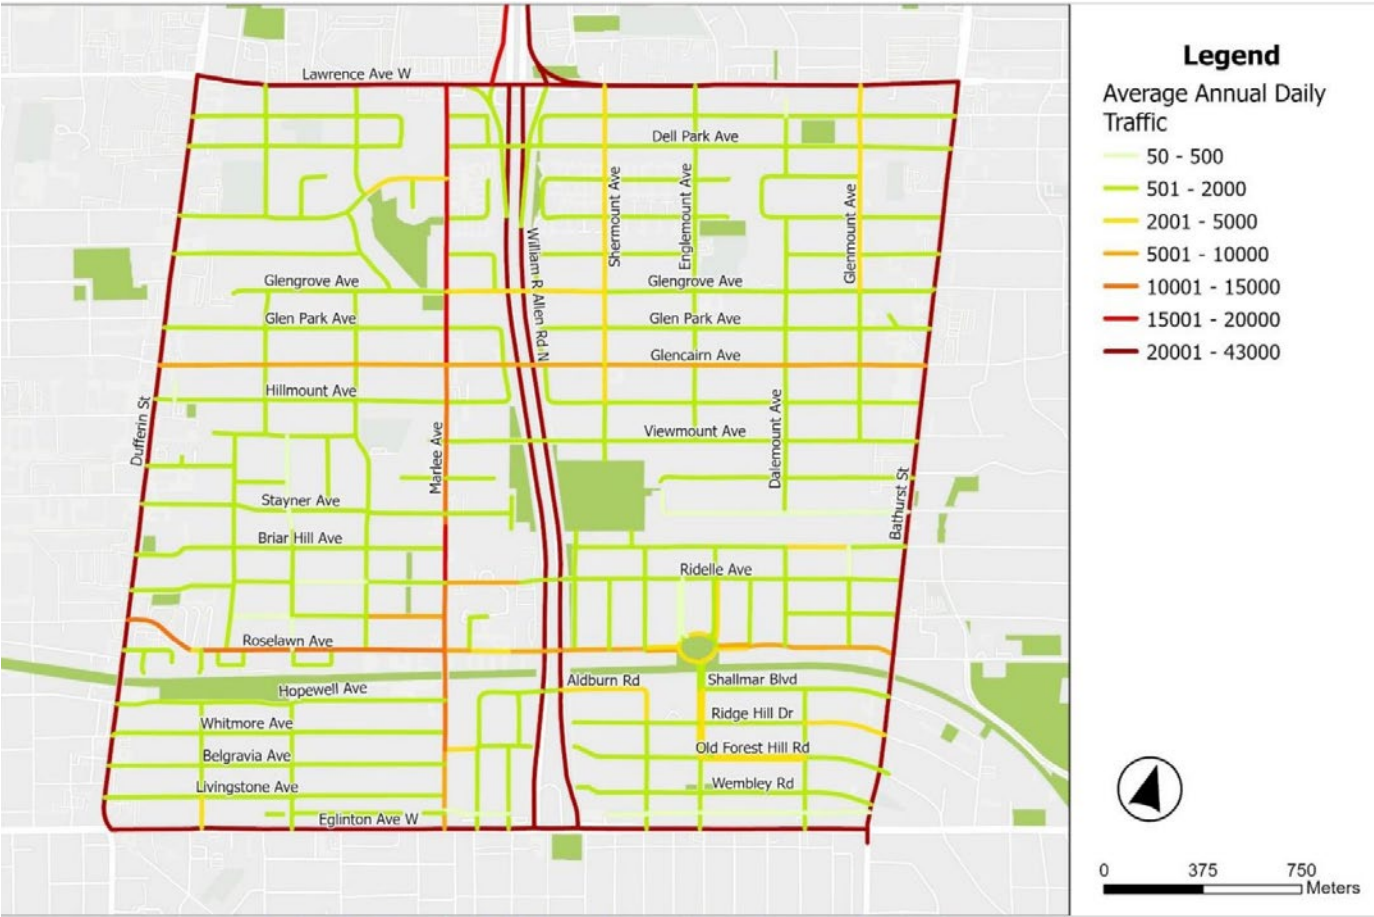 Lawrence Ave W
Dell Park Ave
Shermount Ave
Englemount Ave
Glenmount Ave
William R Allen Rd N
Glengrove Ave
Glengrove Ave
Glen Park Ave
Glen Park Ave
Glencairn Ave
Hillmount Ave
Dufferin St
Marlee Ave
Viewmount Ave
Dalemount Ave
Bathurst St
Stayner Ave
Briar Hill Ave
Ridelle Ave
Roselawn Ave
Hopewell Ave
Aldburn Rd
Shallmar Blvd
Whitmore Ave
Ridge Hill Dr
Belgravia Ave
Old Forest Hill Rd
Livingstone Ave
Wembley Rd
Eglinton Ave W
Legend
Average Annual Daily
Traffic
50 - 500
501 - 2000
2001 - 5000
5001 - 10000
10001 - 15000
15001 - 20000
20001 - 43000
0 375 750
Meters